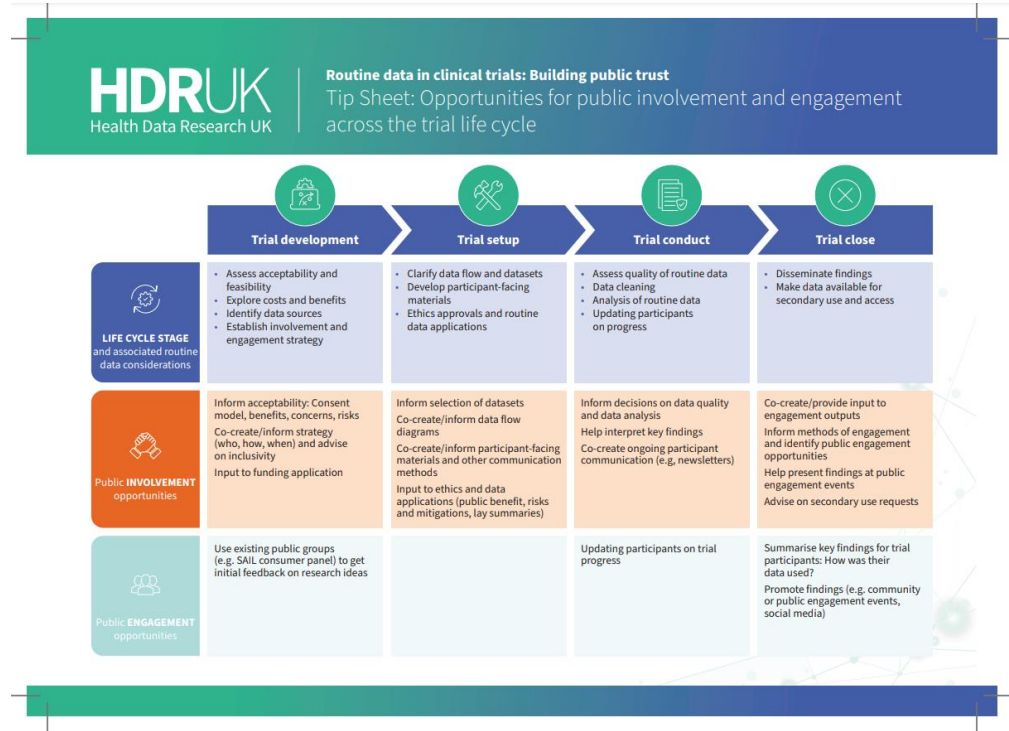 HDRUK
Health Data Research UK
Routine data in clinical trials: Building public trust
Tip Sheet: Opportunities for public involvement and engagement
across the trial life cycle
Trial development
Trial setup
Trial conduct
Trial close
LIFE CYCLE STAGE
and associated routine
data considerations
• Assess acceptability and
feasibility
• Explore costs and benefits
• Identify data sources
• Establish involvement and
engagement strategy
• Clarify data flow and datasets
• Develop participant-facing
materials
• Ethics approvals and routine
data applications
• Assess quality of routine data
• Data cleaning
• Analysis of routine data
• Updating participants
on progress
• Disseminate findings
• Make data available for
secondary use and access
Public INVOLVEMENT
opportunities
Inform acceptability: Consent
model, benefits, concerns, risks
Co-create/inform strategy
(who, how, when) and advise
on inclusivity
Input to funding application
Inform selection of datasets
Co-create/inform data flow
diagrams
Co-create/inform participant-facing
materials and other communication
methods
Input to ethics and data
applications (public benefit, risks
and mitigations, lay summaries)
Inform decisions on data quality
and data analysis
Help interpret key findings
Co-create ongoing participant
communication (e.g, newsletters)
Co-create/provide input to
engagement outputs
Inform methods of engagement
and identify public engagement
opportunities
Help present findings at public
engagement events
Advise on secondary use requests
Public ENGAGEMENT
opportunities
Use existing public groups
(e.g. SAIL consumer panel) to get
initial feedback on research ideas
Updating participants on trial
progress
Summarise key findings for trial
participants: How was their
data used?
Promote findings (e.g. community
or public engagement events,
social media)